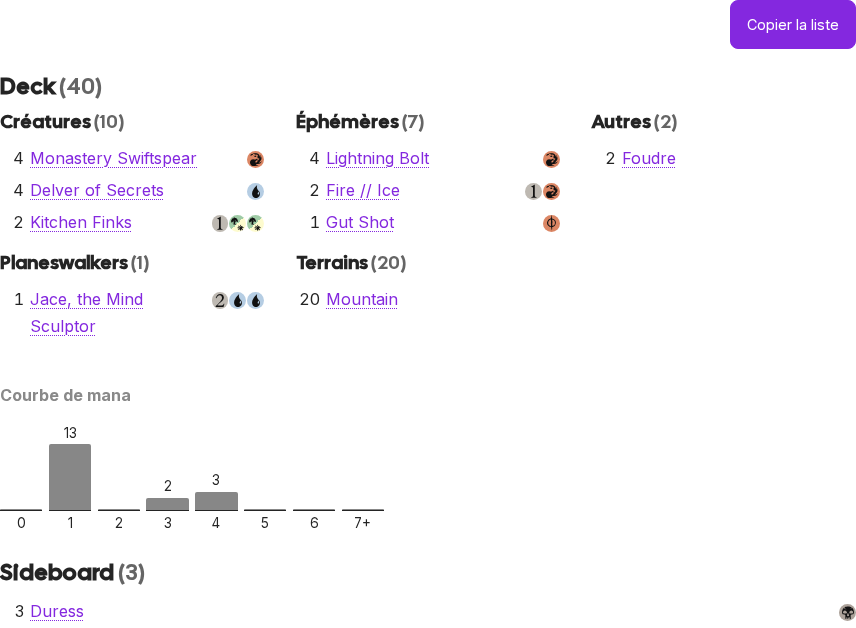 Copier la liste
Deck (40)
Créatures (10)
4 Monastery Swiftspear
4 Delver of Secrets
2 Kitchen Finks 1
Planeswalkers (1)
1 Jace, the Mind 2
Sculptor
Éphémères (7)
4 Lightning Bolt
2 Fire // Ice 1
1 Gut Shot
Terrains (20)
20 Mountain
Autres (2)
2 Foudre
Courbe de mana
13
2
3
0 1 2 3 4 5 6 7+
Sideboard (3)
3 Duress